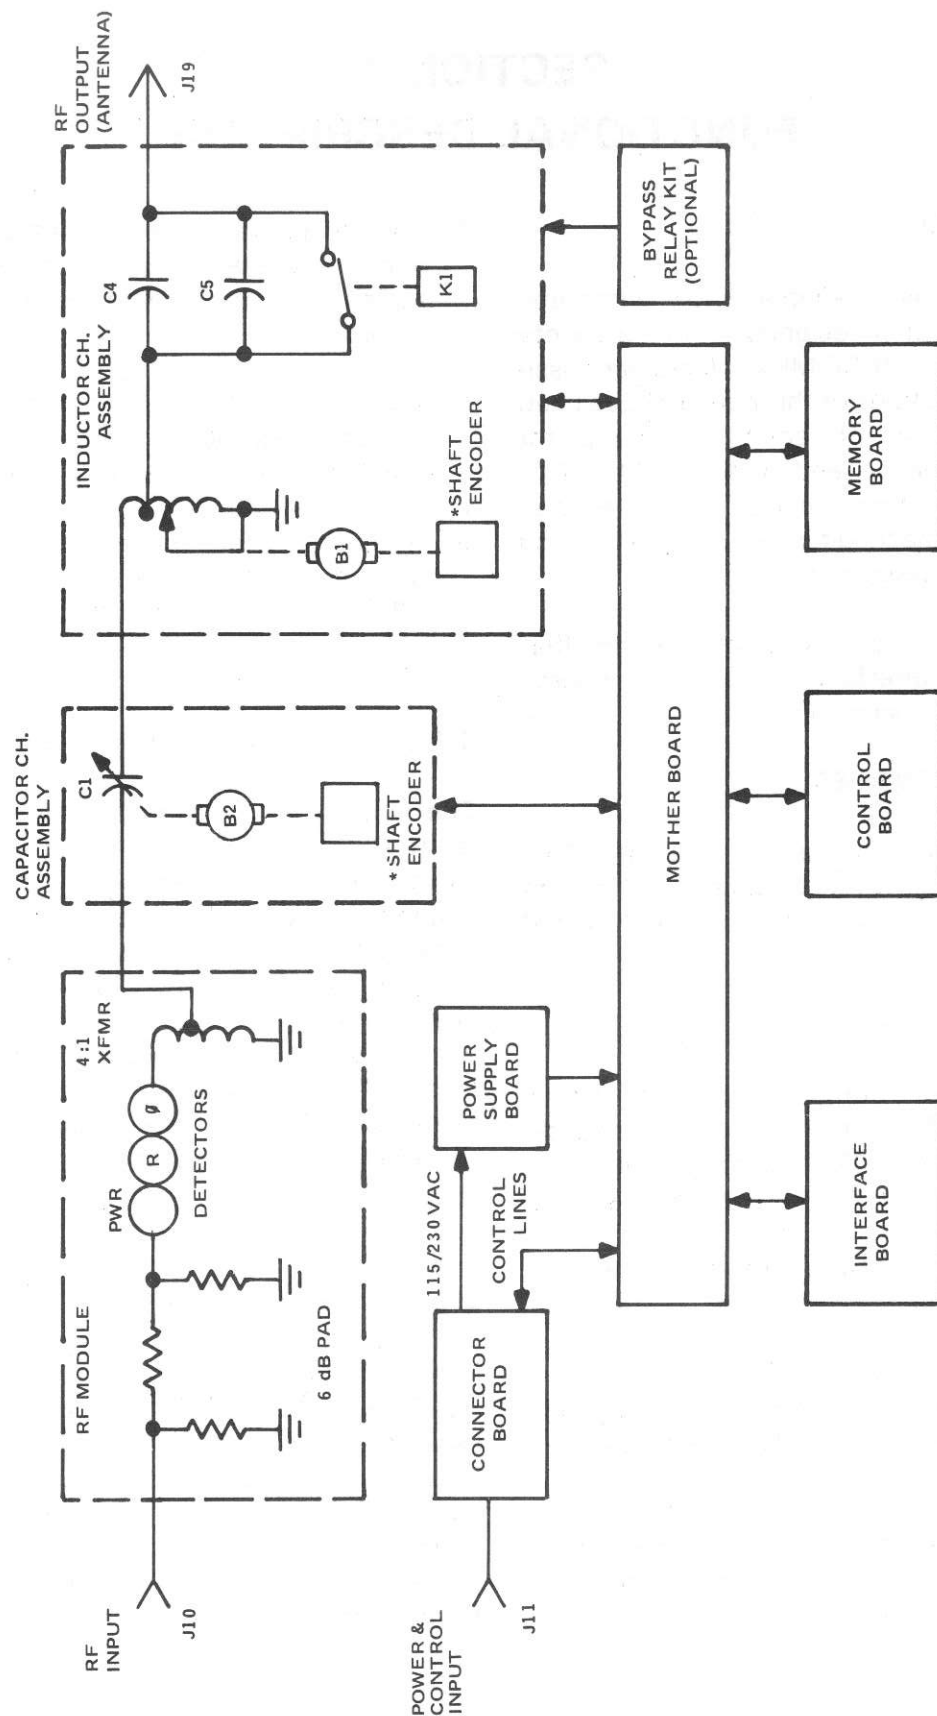 RF
INPUT
J10
RF MODULE
6 dB PAD
PWR
R
ø
DETECTORS
4:1
XFMR
CAPACITOR CH.
ASSEMBLY
C1
B2
*SHAFT
ENCODER
INDUCTOR CH.
ASSEMBLY
B1
*SHAFT
ENCODER
C4
C5
K1
RF
OUTPUT
(ANTENNA)
J19
POWER &
CONTROL
INPUT
J11
CONNECTOR
BOARD
115/230 VAC
CONTROL
LINES
POWER
SUPPLY
BOARD
BYPASS
RELAY KIT
(OPTIONAL)
MOTHER BOARD
INTERFACE
BOARD
CONTROL
BOARD
MEMORY
BOARD